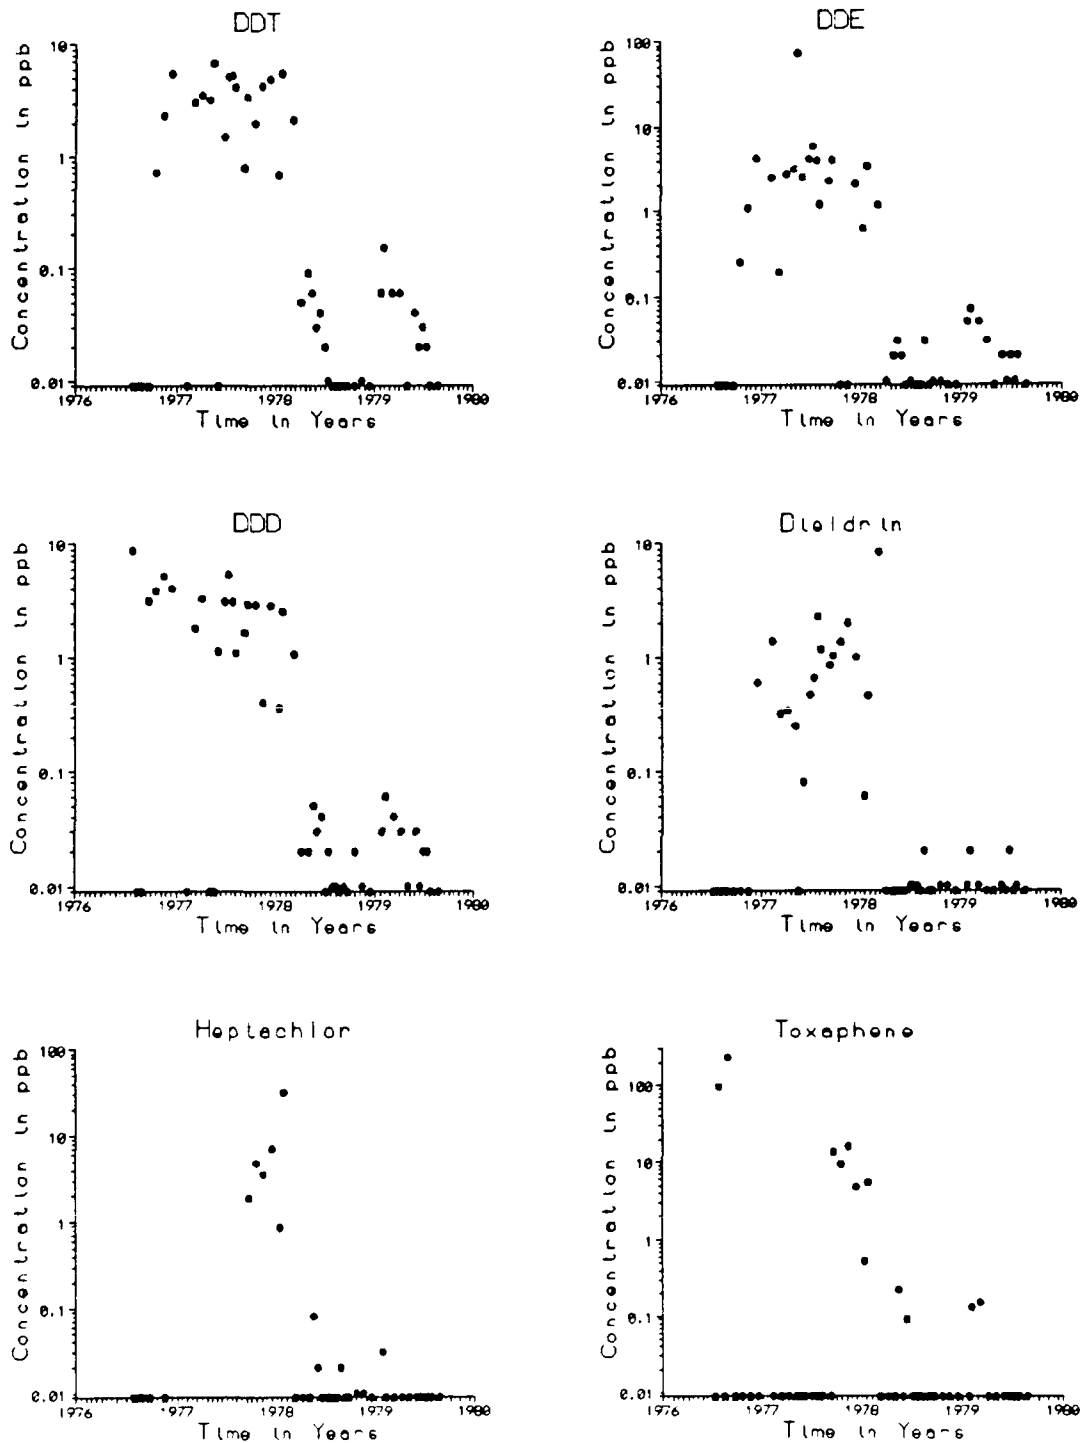 DDT
DDE
Concentration in ppb
10
1
0.1
0.01
1976 1977 1978 1979 1980
Time in Years
Concentration in ppb
100
10
1
0.1
0.01
1976 1977 1978 1979 1980
Time in Years
DDD
Dieldrin
Concentration in ppb
10
1
0.1
0.01
1976 1977 1978 1979 1980
Time in Years
Concentration in ppb
10
1
0.1
0.01
1976 1977 1978 1979 1980
Time in Years
Heptachlor
Toxaphene
Concentration in ppb
100
10
1
0.1
0.01
1976 1977 1978 1979 1980
Time in Years
Concentration in ppb
100
10
1
0.1
0.01
1976 1977 1978 1979 1980
Time in Years